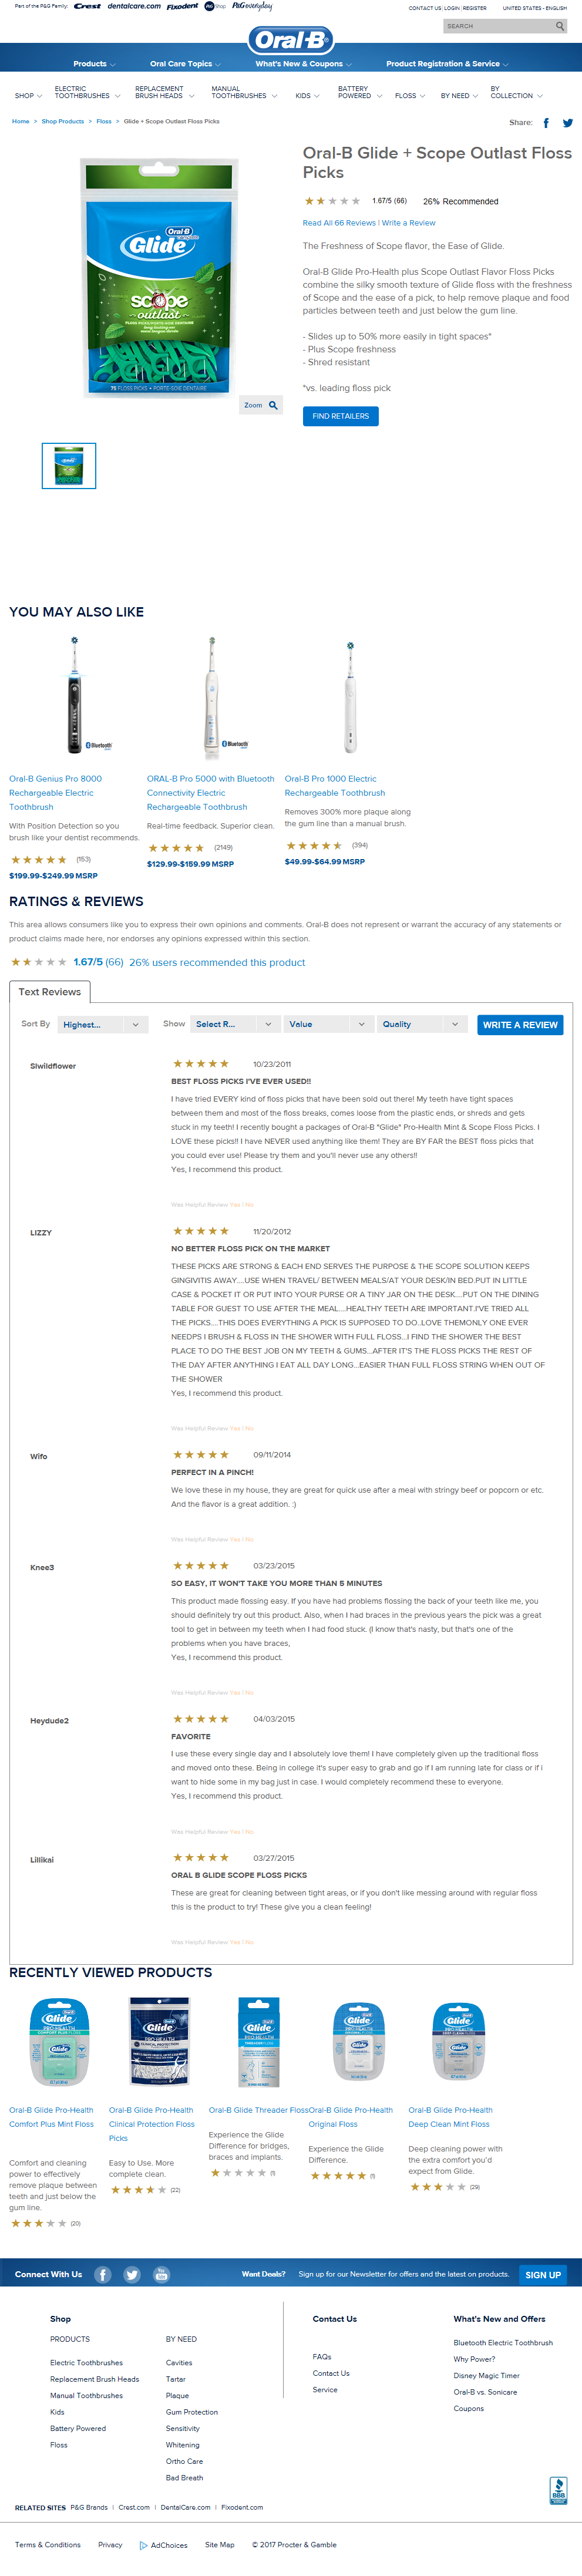 Part of the P&G Family: Crest dentalcare.com Fixodent P&G Shop P&G everyday
CONTACT US | LOGIN | REGISTER UNITED STATES - ENGLISH
SEARCH
Oral-B
Products Oral Care Topics What's New & Coupons Product Registration & Service
SHOP ELECTRIC TOOTHBRUSHES REPLACEMENT BRUSH HEADS MANUAL TOOTHBRUSHES KIDS BATTERY POWERED FLOSS BY NEED BY COLLECTION
Home > Shop Products > Floss > Glide + Scope Outlast Floss Picks
Share:
Oral-B Glide + Scope Outlast Floss
Picks
1.67/5 (66) 26% Recommended
Read All 66 Reviews | Write a Review
The Freshness of Scope flavor, the Ease of Glide.
Oral-B Glide Pro-Health plus Scope Outlast Flavor Floss Picks
combine the silky smooth texture of Glide floss with the freshness
of Scope and the ease of a pick, to help remove plaque and food
particles between teeth and just below the gum line.
- Slides up to 50% more easily in tight spaces*
- Plus Scope freshness
- Shred resistant
*vs. leading floss pick
FIND RETAILERS
Oral-B
Glide
scope
outlast
75 FLOSS PICKS • PORTE-SOIE DENTAIRE
Zoom
YOU MAY ALSO LIKE
Bluetooth
Bluetooth
Oral-B Genius Pro 8000
Rechargeable Electric
Toothbrush
With Position Detection so you
brush like your dentist recommends.
(153)
$199.99-$249.99 MSRP
ORAL-B Pro 5000 with Bluetooth
Connectivity Electric
Rechargeable Toothbrush
Real-time feedback. Superior clean.
(2149)
$129.99-$159.99 MSRP
Oral-B Pro 1000 Electric
Rechargeable Toothbrush
Removes 300% more plaque along
the gum line than a manual brush.
(394)
$49.99-$64.99 MSRP
RATINGS & REVIEWS
This area allows consumers like you to express their own opinions and comments. Oral-B does not represent or warrant the accuracy of any statements or
product claims made here, nor endorses any opinions expressed within this section.
1.67/5 (66) 26% users recommended this product
Text Reviews
Sort By Highest... Show Select R... Value Quality WRITE A REVIEW
Slwildflower
10/23/2011
BEST FLOSS PICKS I'VE EVER USED!!
I have tried EVERY kind of floss picks that have been sold out there! My teeth have tight spaces
between them and most of the floss breaks, comes loose from the plastic ends, or shreds and gets
stuck in my teeth! I recently bought a packages of Oral-B "Glide" Pro-Health Mint & Scope Floss Picks. I
LOVE these picks!! I have NEVER used anything like them! They are BY FAR the BEST floss picks that
you could ever use! Please try them and you'll never use any others!!
Yes, I recommend this product.
Was Helpful Review Yes | No
LIZZY
11/20/2012
NO BETTER FLOSS PICK ON THE MARKET
THESE PICKS ARE STRONG & EACH END SERVES THE PURPOSE & THE SCOPE SOLUTION KEEPS
GINGIVITIS AWAY....USE WHEN TRAVEL/ BETWEEN MEALS/AT YOUR DESK/IN BED.PUT IN LITTLE
CASE & POCKET IT OR PUT INTO YOUR PURSE OR A TINY JAR ON THE DESK....PUT ON THE DINING
TABLE FOR GUEST TO USE AFTER THE MEAL....HEALTHY TEETH ARE IMPORTANT.I'VE TRIED ALL
THE PICKS....THIS DOES EVERYTHING A PICK IS SUPPOSED TO DO..LOVE THEMONLY ONE EVER
NEEDPS I BRUSH & FLOSS IN THE SHOWER WITH FULL FLOSS...I FIND THE SHOWER THE BEST
PLACE TO DO THE BEST JOB ON MY TEETH & GUMS...AFTER IT'S THE FLOSS PICKS THE REST OF
THE DAY AFTER ANYTHING I EAT ALL DAY LONG...EASIER THAN FULL FLOSS STRING WHEN OUT OF
THE SHOWER
Yes, I recommend this product.
Was Helpful Review Yes | No
Wifo
09/11/2014
PERFECT IN A PINCH!
We love these in my house, they are great for quick use after a meal with stringy beef or popcorn or etc.
And the flavor is a great addition. :)
Was Helpful Review Yes | No
Knee3
03/23/2015
SO EASY, IT WON'T TAKE YOU MORE THAN 5 MINUTES
This product made flossing easy. If you have had problems flossing the back of your teeth like me, you
should definitely try out this product. Also, when I had braces in the previous years the pick was a great
tool to get in between my teeth when I had food stuck. (I know that's nasty, but that's one of the
problems when you have braces,
Yes, I recommend this product.
Was Helpful Review Yes | No
Heydude2
04/03/2015
FAVORITE
I use these every single day and I absolutely love them! I have completely given up the traditional floss
and moved onto these. Being in college it's super easy to grab and go if I am running late for class or if i
want to hide some in my bag just in case. I would completely recommend these to everyone.
Yes, I recommend this product.
Was Helpful Review Yes | No
Lillikai
03/27/2015
ORAL B GLIDE SCOPE FLOSS PICKS
These are great for cleaning between tight areas, or if you don't like messing around with regular floss
this is the product to try! These give you a clean feeling!
Was Helpful Review Yes | No
RECENTLY VIEWED PRODUCTS
Oral-B Glide Pro-Health
Comfort Plus Mint Floss
Comfort and cleaning
power to effectively
remove plaque between
teeth and just below the
gum line.
(20)
Oral-B Glide Pro-Health
Clinical Protection Floss
Picks
Easy to Use. More
complete clean.
(22)
Oral-B Glide Threader Floss
Experience the Glide
Difference for bridges,
braces and implants.
(1)
Oral-B Glide Pro-Health
Original Floss
Experience the Glide
Difference.
(1)
Oral-B Glide Pro-Health
Deep Clean Mint Floss
Deep cleaning power with
the extra comfort you'd
expect from Glide.
(29)
Connect With Us Want Deals? Sign up for our Newsletter for offers and the latest on products. SIGN UP
Shop
PRODUCTS
Electric Toothbrushes
Replacement Brush Heads
Manual Toothbrushes
Kids
Battery Powered
Floss
BY NEED
Cavities
Tartar
Plaque
Gum Protection
Sensitivity
Whitening
Ortho Care
Bad Breath
Contact Us
FAQs
Contact Us
Service
What's New and Offers
Bluetooth Electric Toothbrush
Why Power?
Disney Magic Timer
Oral-B vs. Sonicare
Coupons
BBB
RELATED SITES P&G Brands | Crest.com | DentalCare.com | Fixodent.com
Terms & Conditions Privacy AdChoices Site Map © 2017 Procter & Gamble